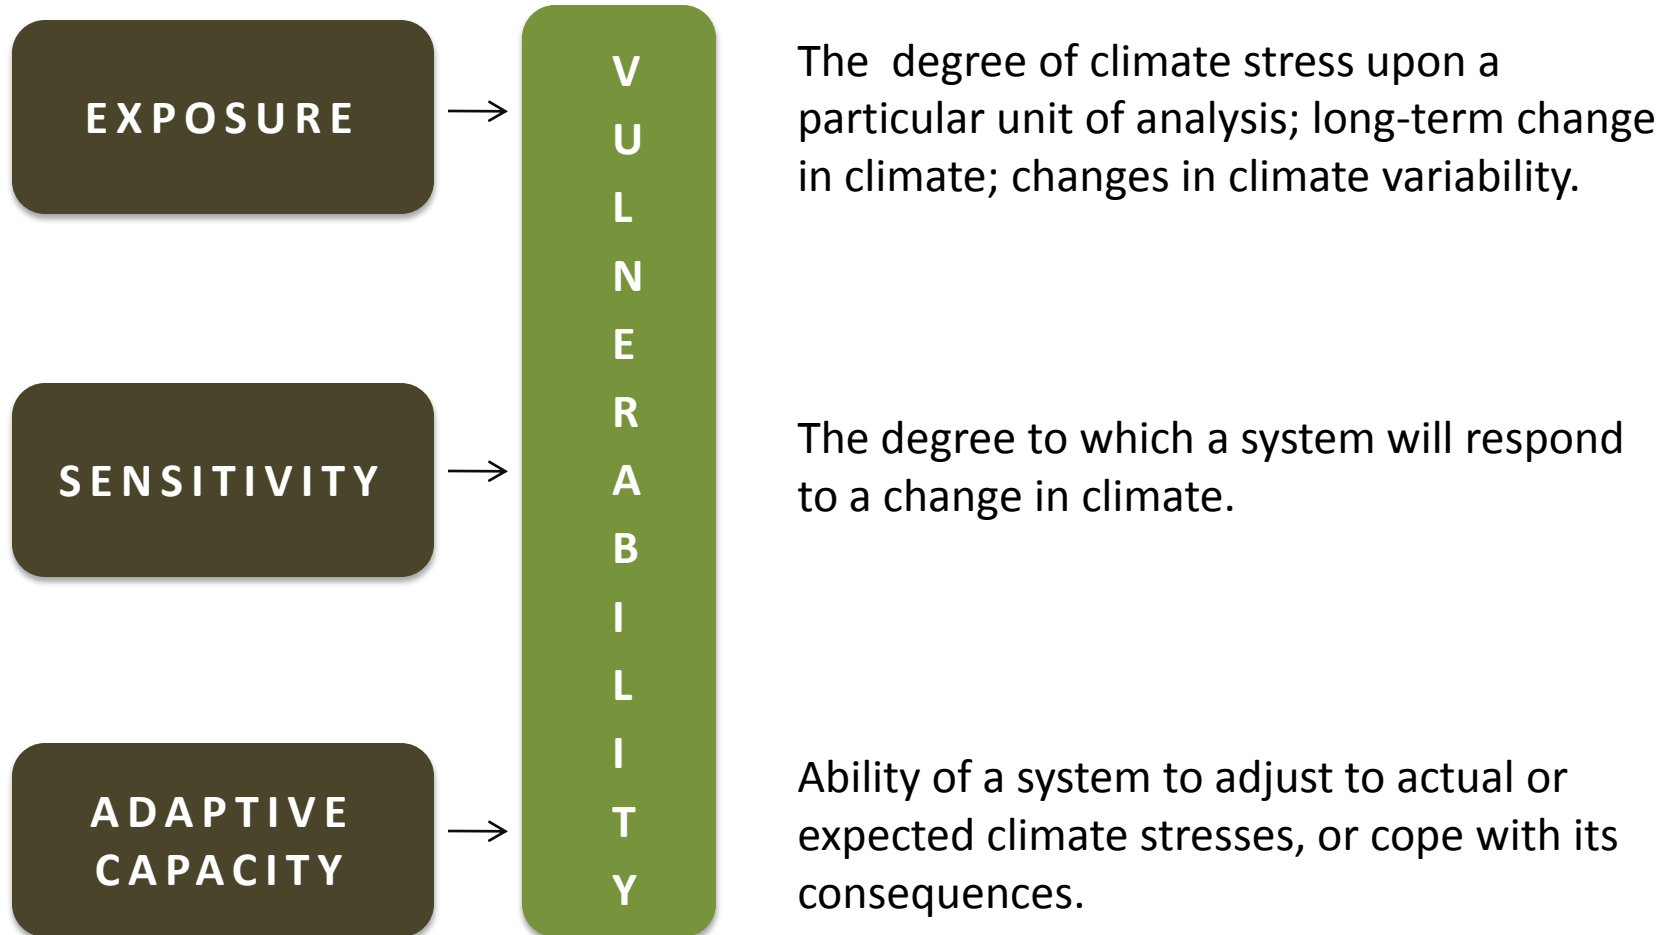 EXPOSURE
SENSITIVITY
ADAPTIVE
CAPACITY
V
U
L
N
E
R
A
B
I
L
I
T
Y
The degree of climate stress upon a
particular unit of analysis; long-term change
in climate; changes in climate variability.
The degree to which a system will respond
to a change in climate.
Ability of a system to adjust to actual or
expected climate stresses, or cope with its
consequences.